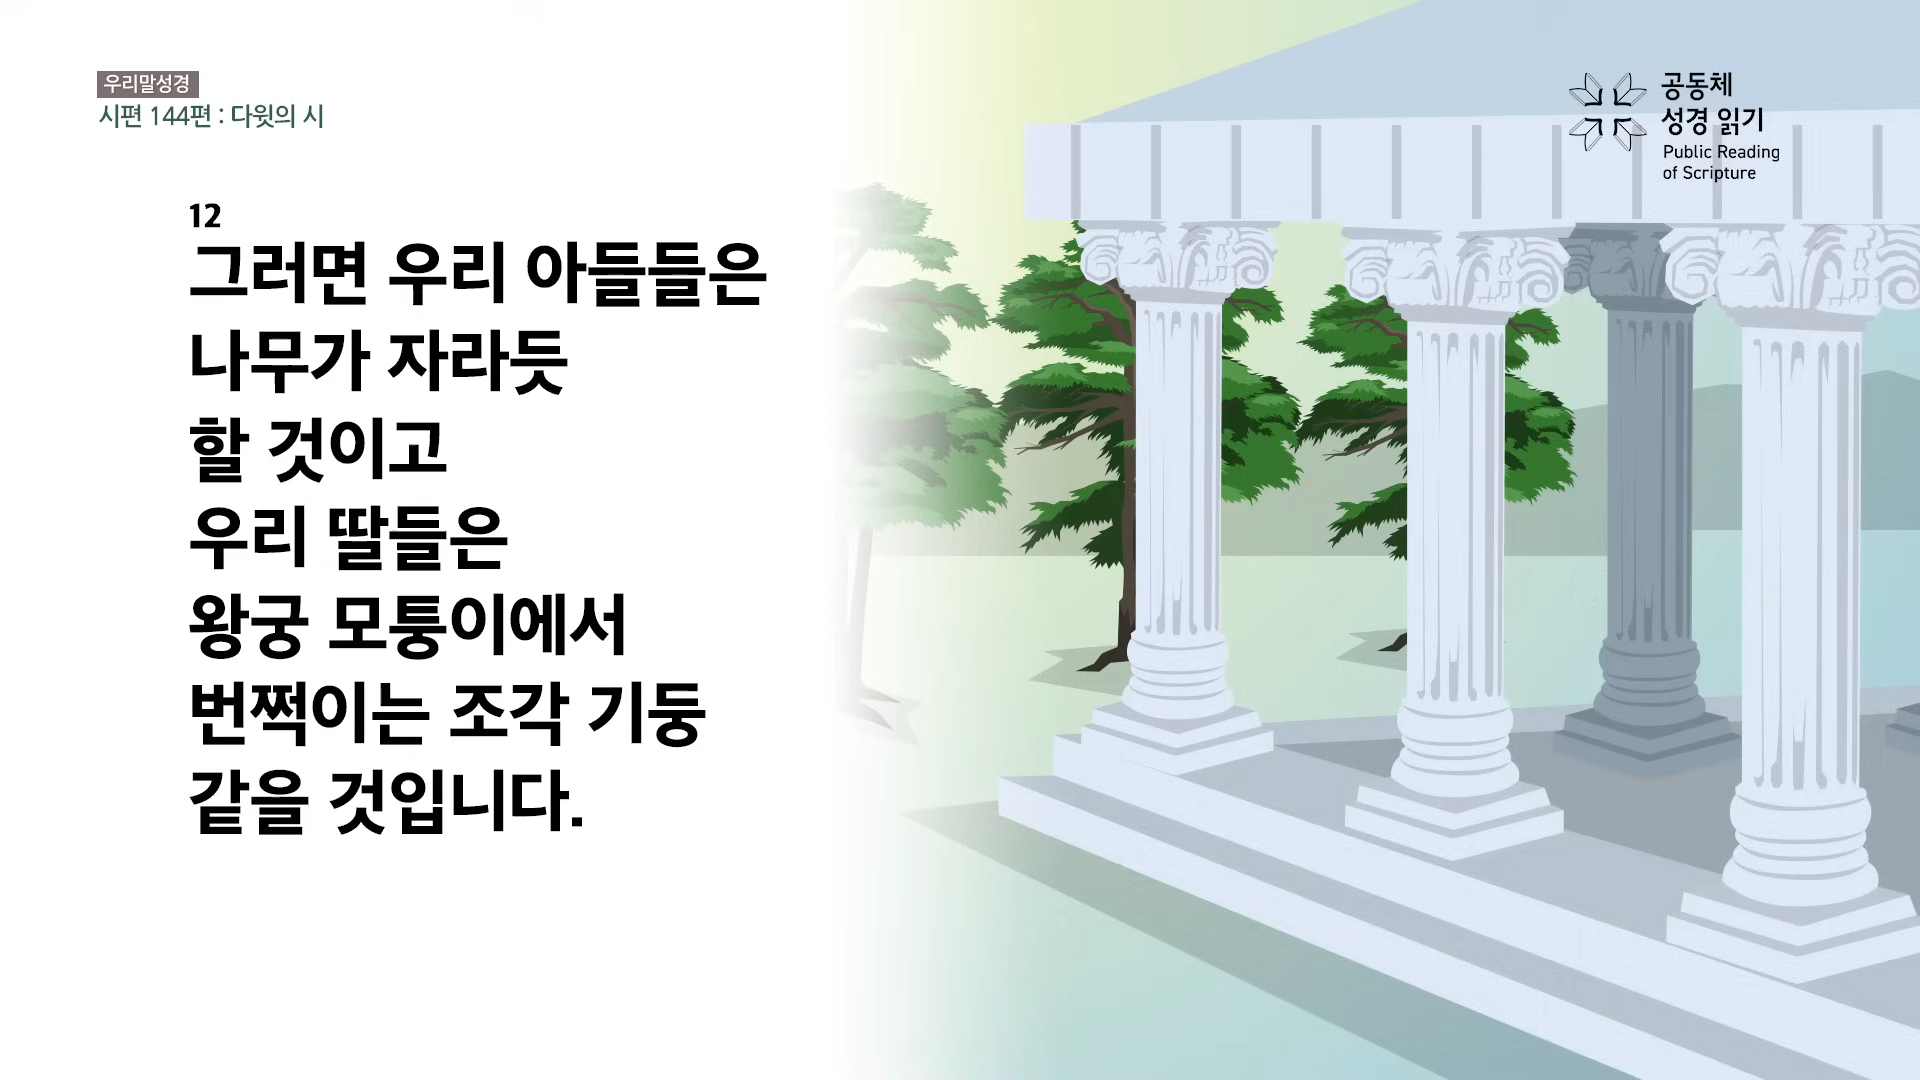 우리말성경
시편 144편 : 다윗의 시
공동체
성경 읽기
Public Reading
of Scripture
12
그러면 우리 아들들은
나무가 자라듯
할 것이고
우리 딸들은
왕궁 모퉁이에서
번쩍이는 조각 기둥
같을 것입니다.